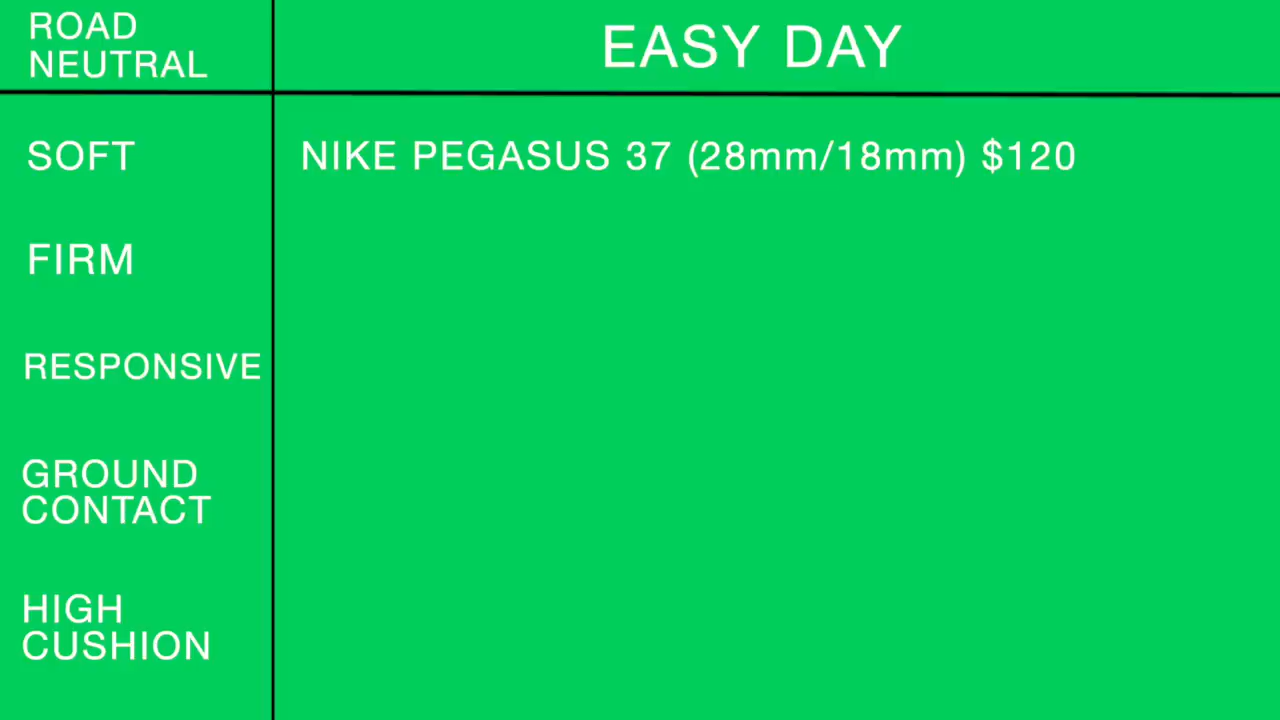 ROAD
NEUTRAL
EASY DAY
SOFT
NIKE PEGASUS 37 (28mm/18mm) $120
FIRM
RESPONSIVE
GROUND
CONTACT
HIGH
CUSHION